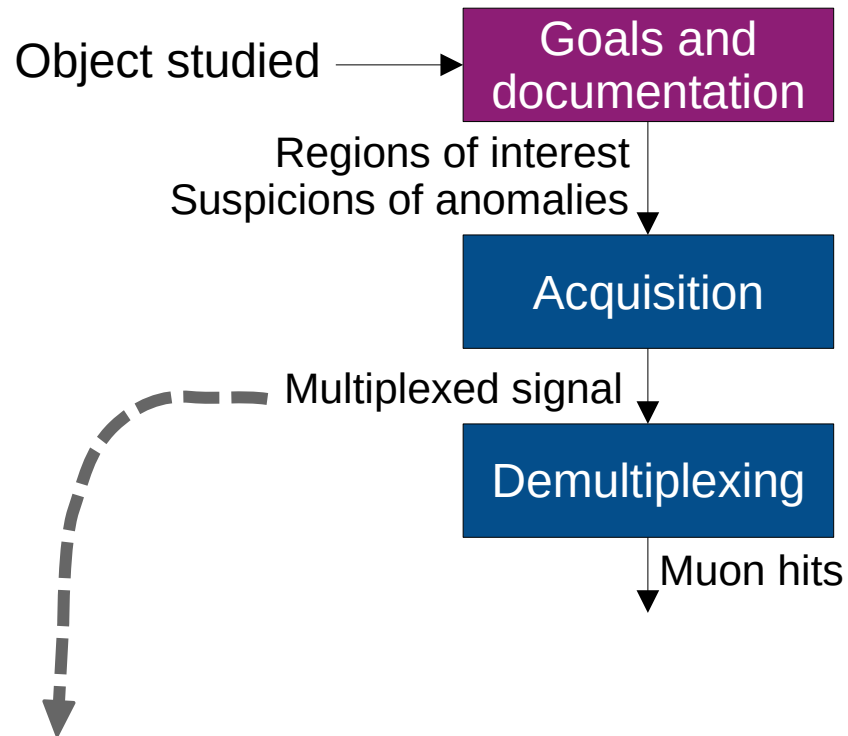 Object studied
Goals and
documentation
Regions of interest
Suspicions of anomalies
Acquisition
Multiplexed signal
Demultiplexing
Muon hits